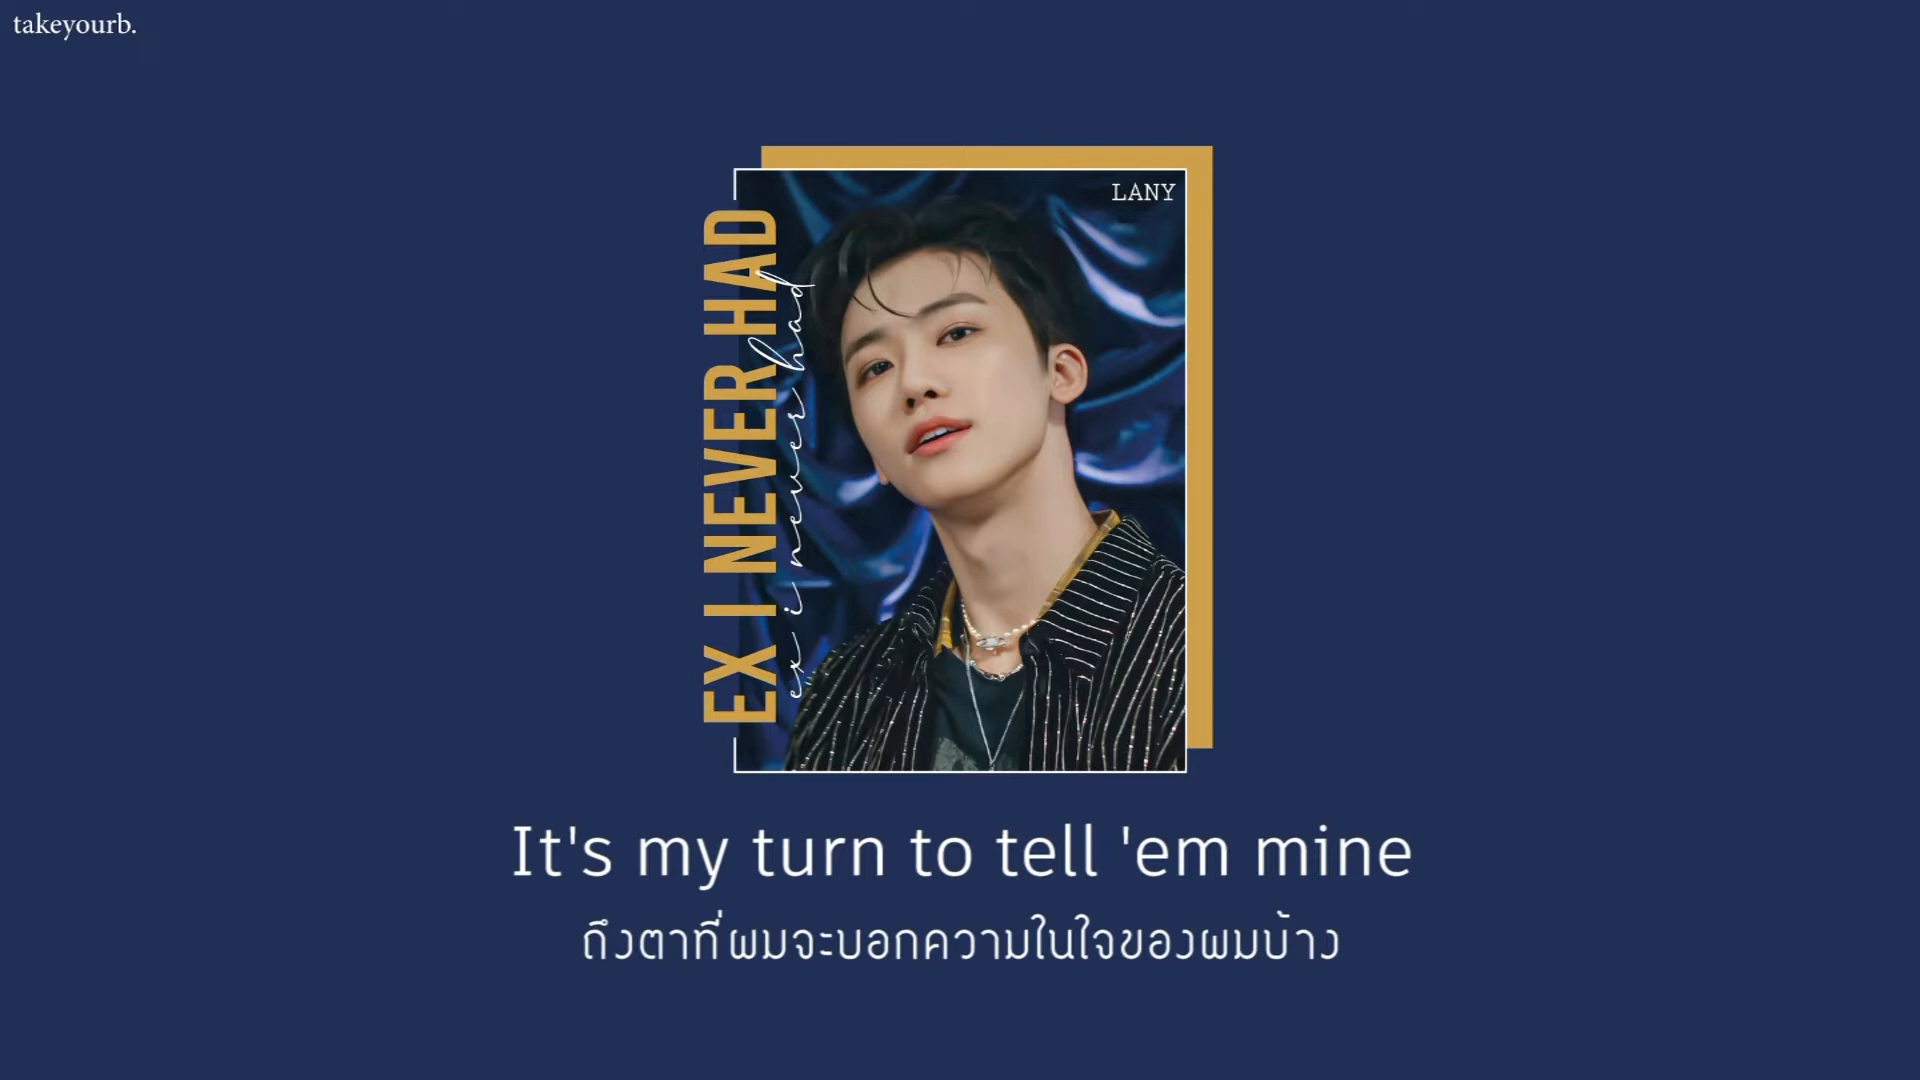 takeyourb.
LANY
EX I NEVER HAD
ex i never had
It's my turn to tell 'em mine
ถึงตาที่ผมจะบอกความในใจของผมบ้าง